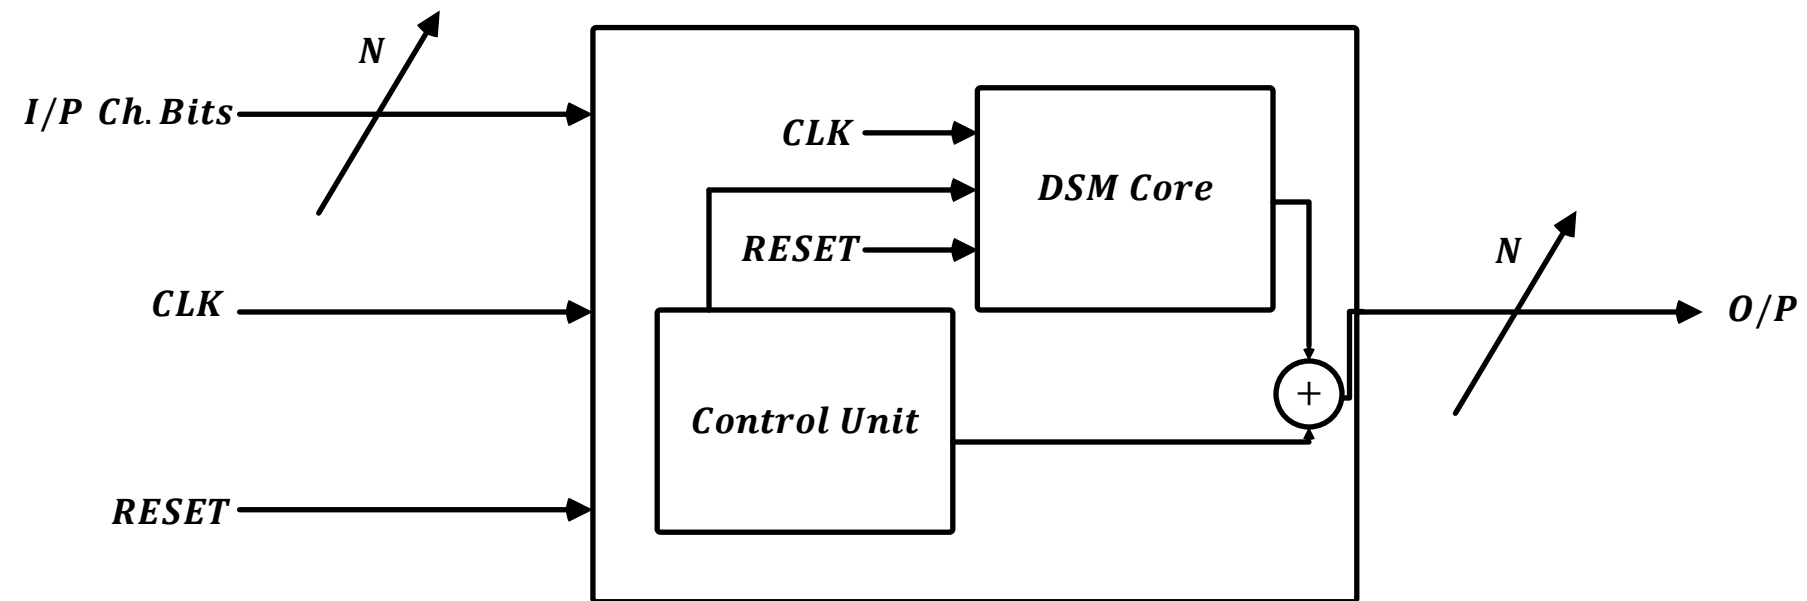 N
I/P Ch. Bits
CLK
DSM Core
RESET
N
CLK
O/P
Control Unit
+
RESET